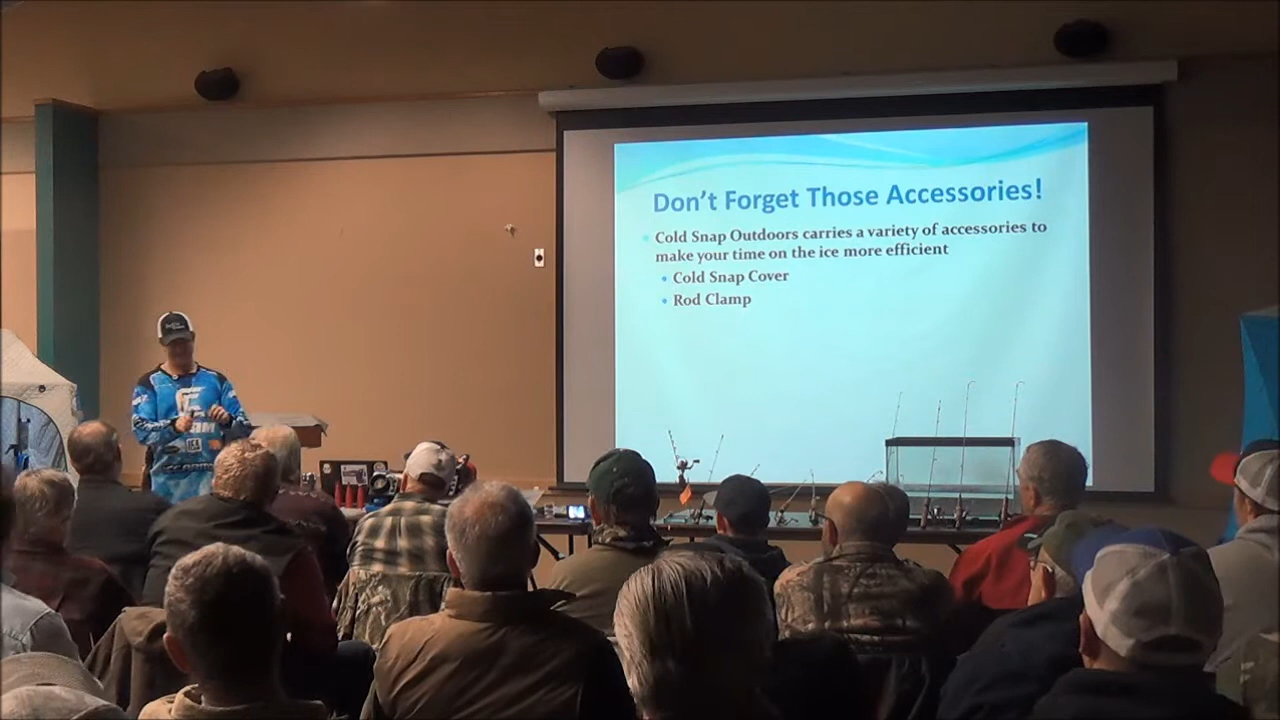 Don't Forget Those Accessories!
Cold Snap Outdoors carries a variety of accessories to
make your time on the ice more efficient
Cold Snap Cover
Rod Clamp